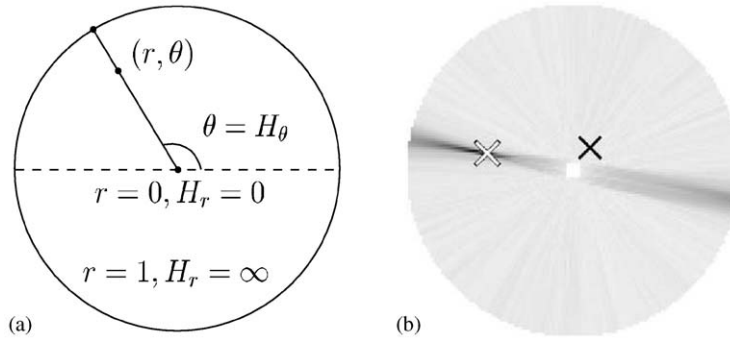 (r, θ)
θ = H_θ
r = 0, H_r = 0
r = 1, H_r = ∞
(a)
(b)